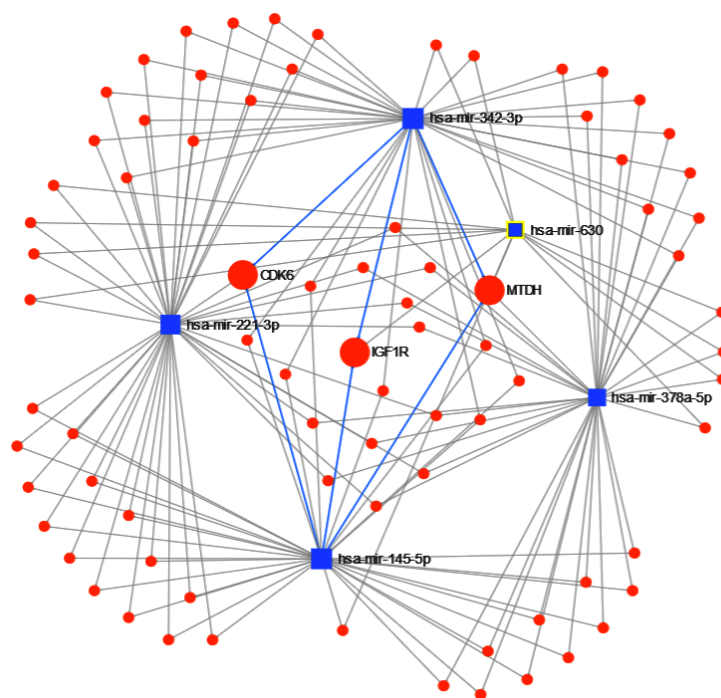 hsa-mir-342-3p
hsa-mir-630
CDK6
MTDH
hsa-mir-221-3p
IGF1R
hsa-mir-378a-5p
hsa-mir-145-5p